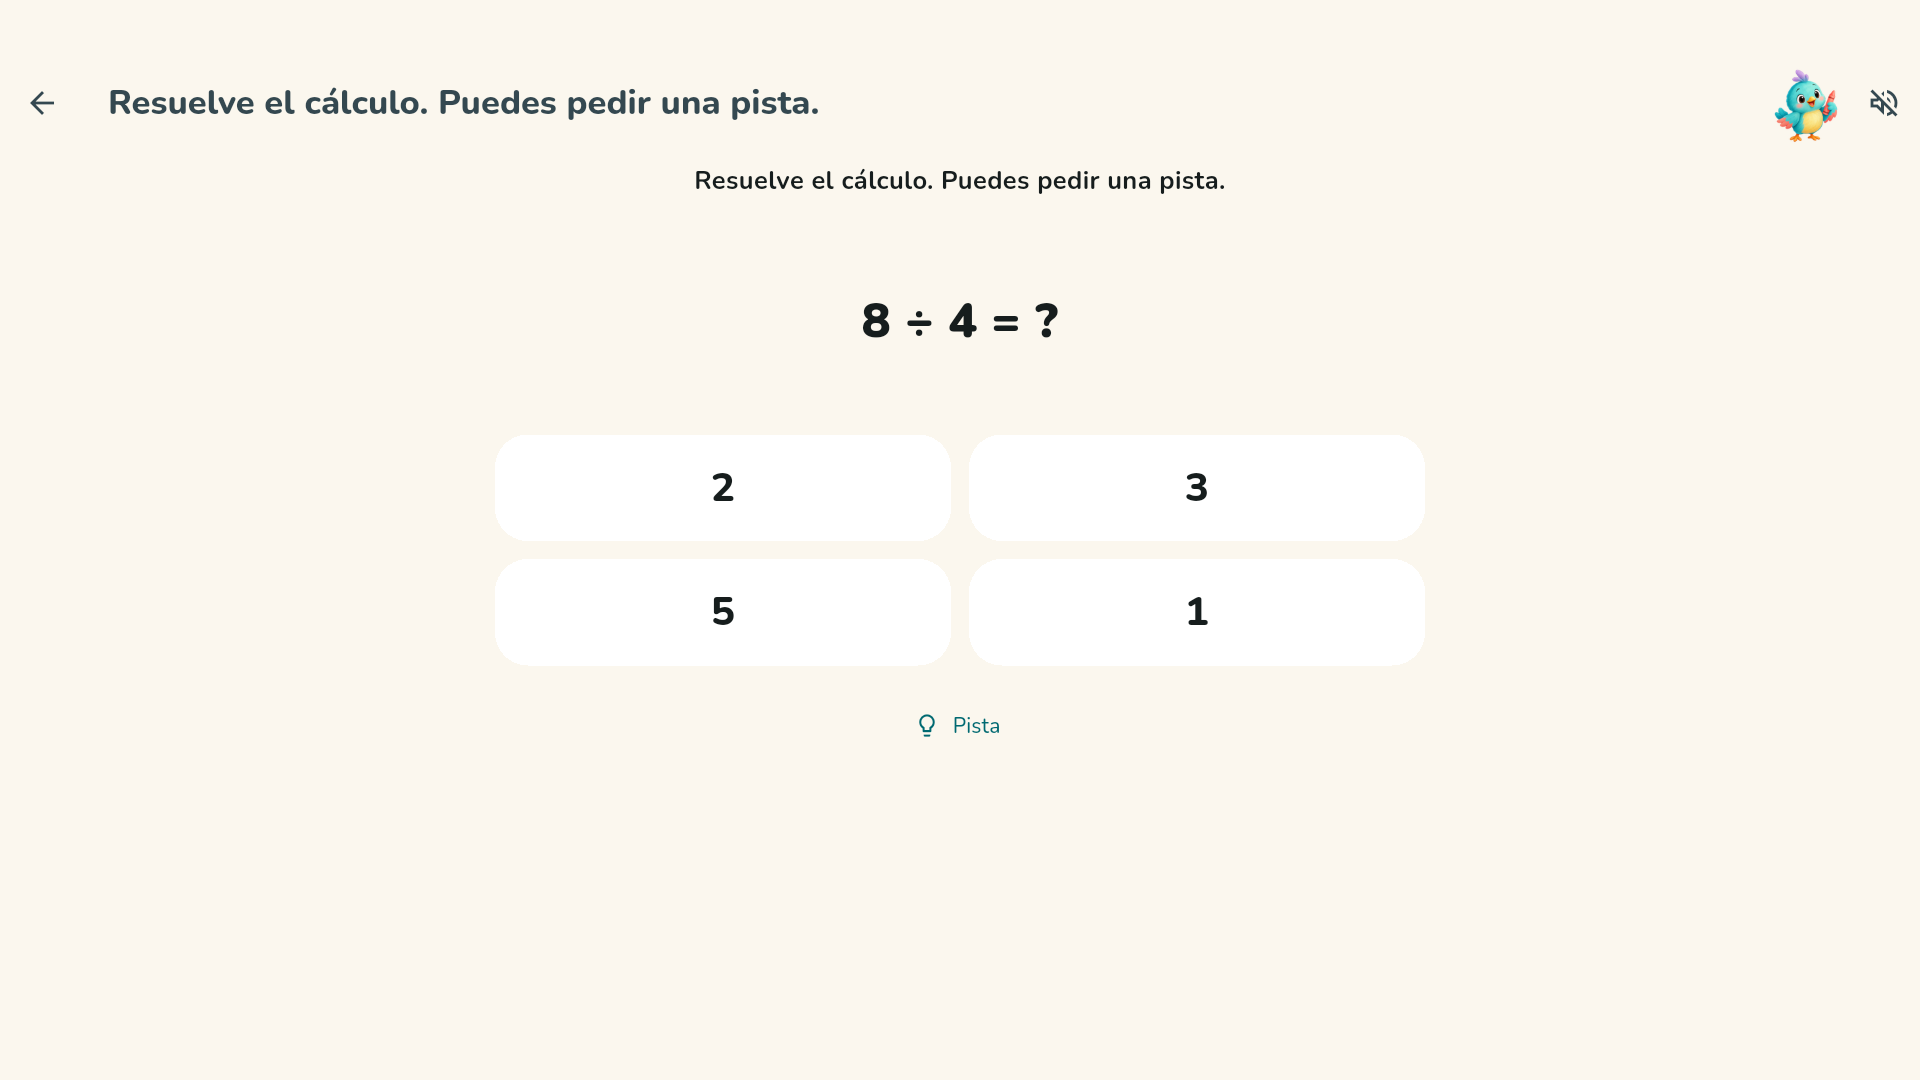 Resuelve el cálculo. Puedes pedir una pista.
Resuelve el cálculo. Puedes pedir una pista.
8 ÷ 4 = ?
2
3
5
1
Pista